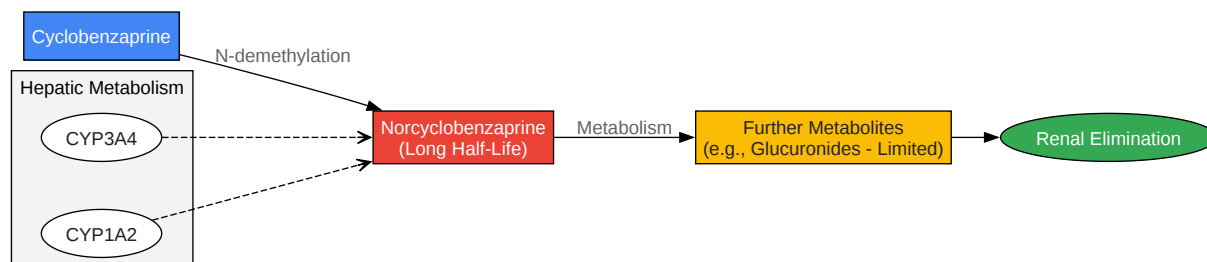 Cyclobenzaprine
N-demethylation
Hepatic Metabolism
CYP3A4
CYP1A2
Norcyclobenzaprine
(Long Half-Life)
Metabolism
Further Metabolites
(e.g., Glucuronides - Limited)
Renal Elimination